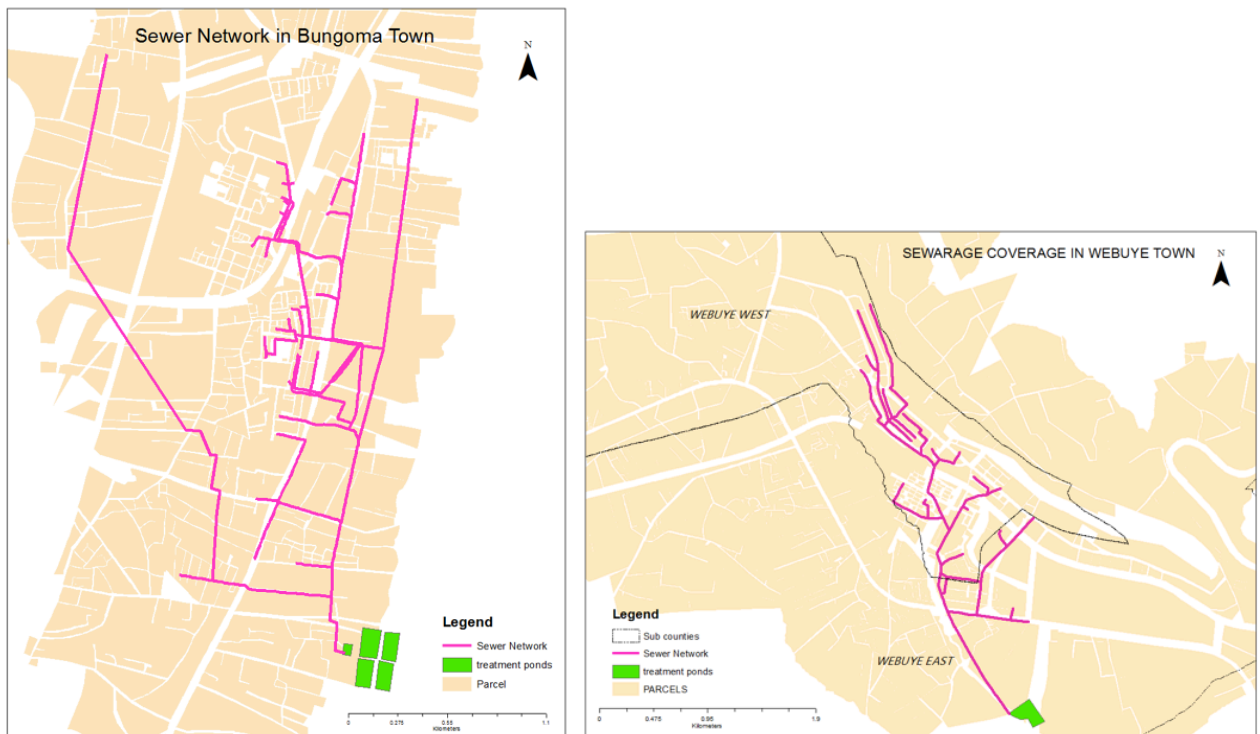 Sewer Network in Bungoma Town
N
Legend
Sewer Network
treatment ponds
Parcel
0 0.275 0.55 1.1
Kilometers
SEWARAGE COVERAGE IN WEBUYE TOWN
N
WEBUYE WEST
WEBUYE EAST
Legend
Sub counties
Sewer Network
treatment ponds
PARCELS
0 0.475 0.95 1.9
Kilometers